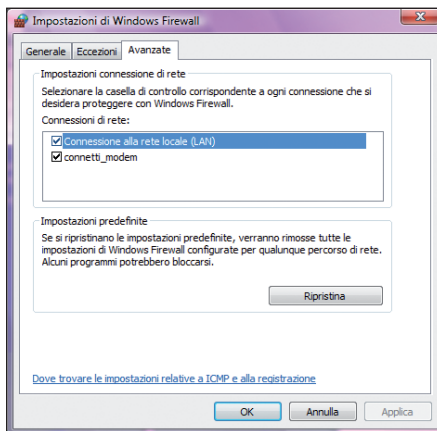 Impostazioni di Windows Firewall
Generale Eccezioni Avanzate
Impostazioni connessione di rete
Selezionare la casella di controllo corrispondente a ogni connessione che si
desidera proteggere con Windows Firewall.
Connessioni di rete:
Connessione alla rete locale (LAN)
connetti_modem
Impostazioni predefinite
Se si ripristinano le impostazioni predefinite, verranno rimosse tutte le
impostazioni di Windows Firewall configurate per qualunque percorso di rete.
Alcuni programmi potrebbero bloccarsi.
Ripristina
Dove trovare le impostazioni relative a ICMP e alla registrazione
OK Annulla Applica